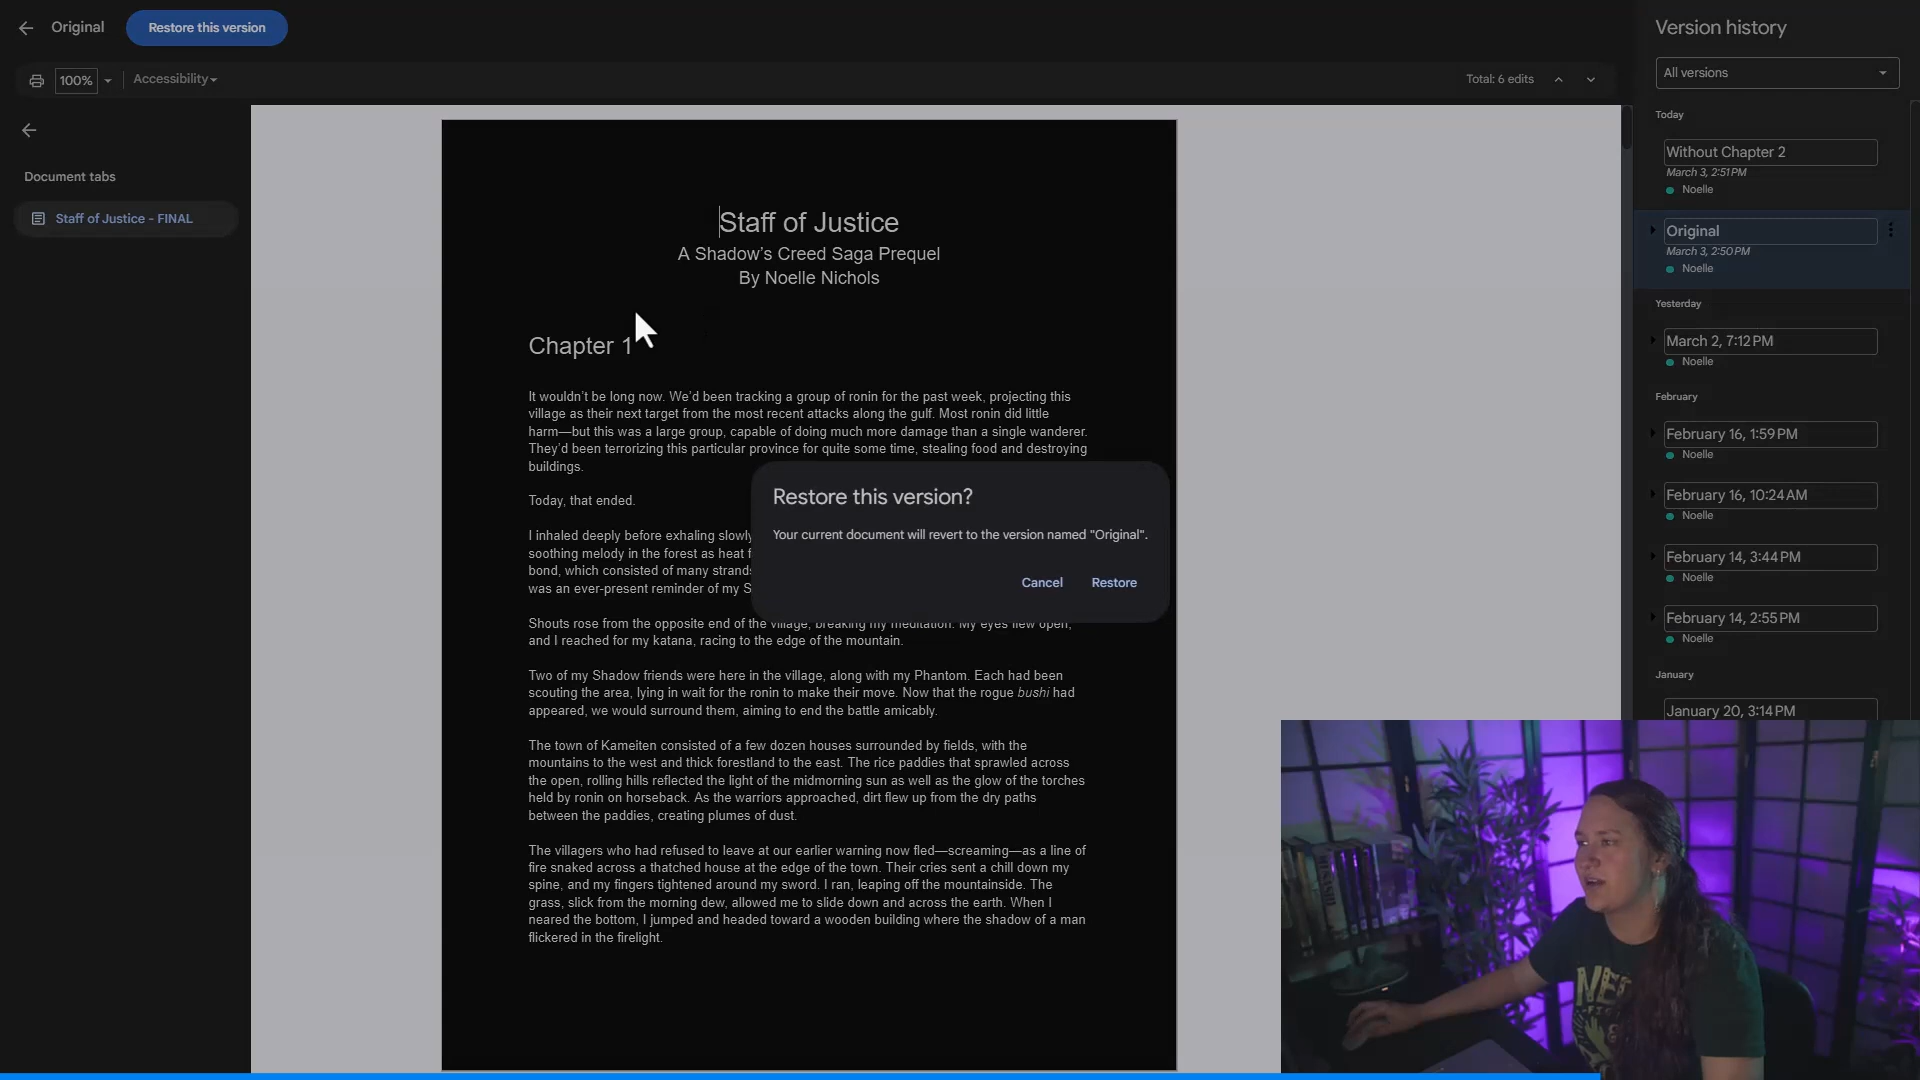 Original
Restore this version
100%
Accessibility
Total: 6 edits
Document tabs
Staff of Justice - FINAL
Staff of Justice
A Shadow's Creed Saga Prequel
By Noelle Nichols
Chapter 1
It wouldn't be long now. We'd been tracking a group of ronin for the past week, projecting this
village as their next target from the most recent attacks along the gulf. Most ronin did little
harm—but this was a large group, capable of doing much more damage than a single wanderer.
They'd been terrorizing this particular province for quite some time, stealing food and destroying
buildings.
Today, that ended.
I inhaled deeply before exhaling slowly
soothing melody in the forest as heat
bond, which consisted of many strands
was an ever-present reminder of my
Shouts rose from the opposite end of the village, breaking my meditation. My eyes flew open,
and I reached for my katana, racing to the edge of the mountain.
Two of my Shadow friends were here in the village, along with my Phantom. Each had been
scouting the area, lying in wait for the ronin to make their move. Now that the rogue bushi had
appeared, we would surround them, aiming to end the battle amicably.
The town of Kameiten consisted of a few dozen houses surrounded by fields, with the
mountains to the west and thick forestland to the east. The rice paddies that sprawled across
the open, rolling hills reflected the light of the midmorning sun as well as the glow of the torches
held by ronin on horseback. As the warriors approached, dirt flew up from the dry paths
between the paddies, creating plumes of dust.
The villagers who had refused to leave at our earlier warning now fled—screaming—as a line of
fire snaked across a thatched house at the edge of the town. Their cries sent a chill down my
spine, and my fingers tightened around my sword. I ran, leaping off the mountainside. The
grass, slick from the morning dew, allowed me to slide down and across the earth. When I
neared the bottom, I jumped and headed toward a wooden building where the shadow of a man
flickered in the firelight.
Restore this version?
Your current document will revert to the version named "Original".
Cancel Restore
Version history
All versions
Today
Without Chapter 2
March 3, 2:51 PM
Noelle
Original
March 3, 2:50 PM
Noelle
Yesterday
March 2, 7:12 PM
Noelle
February
February 16, 1:59 PM
Noelle
February 16, 10:24 AM
Noelle
February 14, 3:44 PM
Noelle
February 14, 2:55 PM
Noelle
January
January 20, 3:14 PM